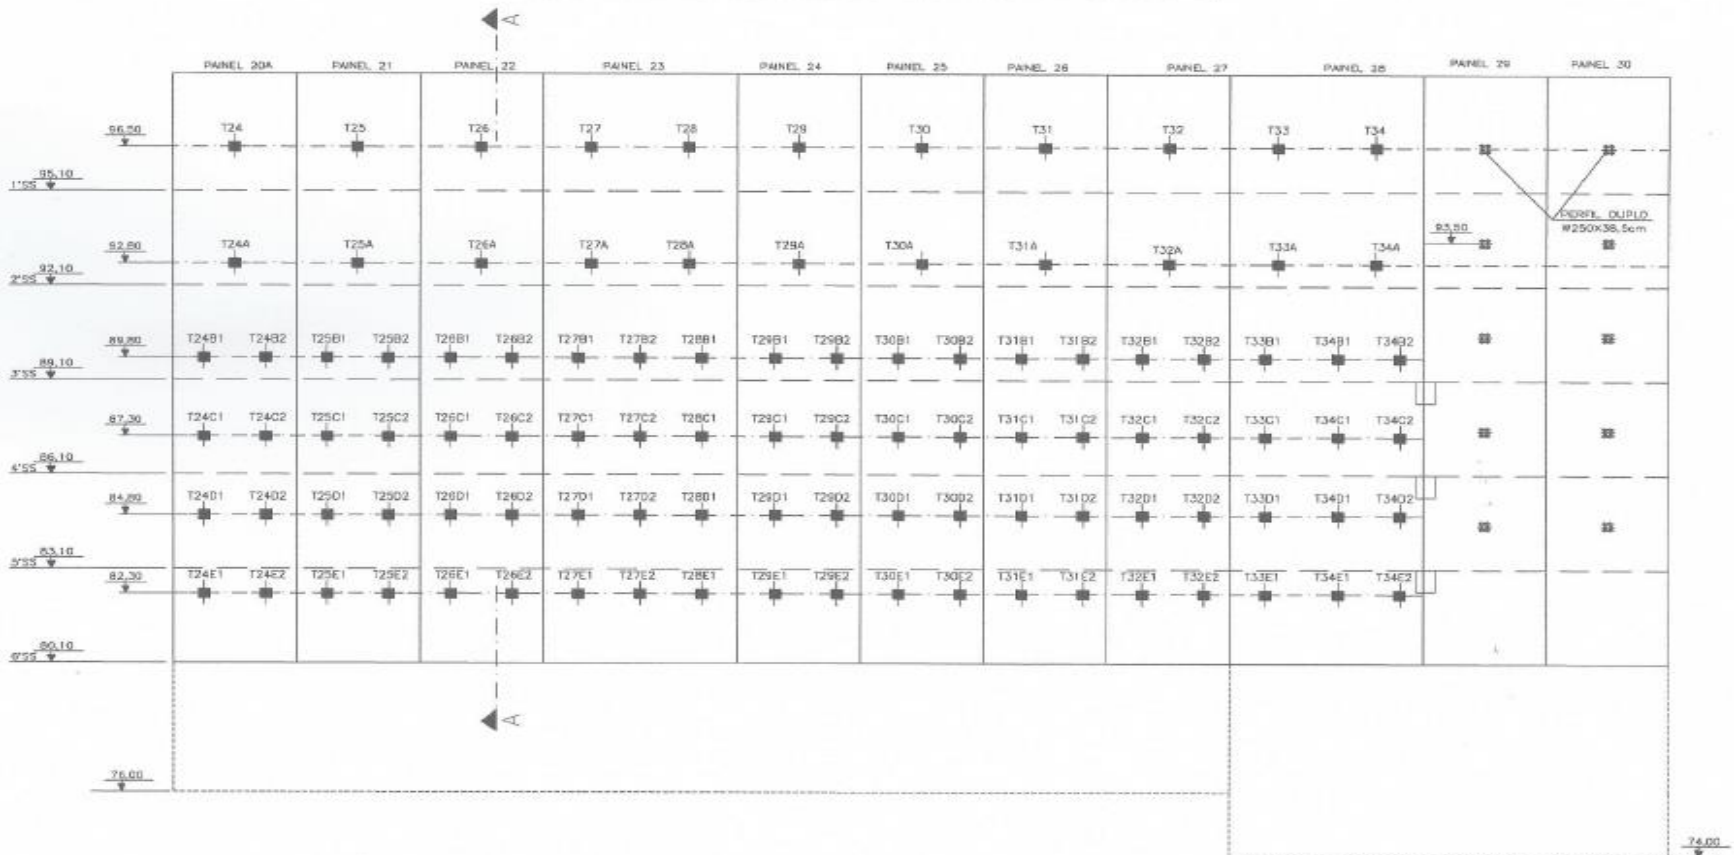 A
PAINEL 20A PAINEL 21 PAINEL 22 PAINEL 23 PAINEL 24 PAINEL 25 PAINEL 26 PAINEL 27 PAINEL 28 PAINEL 29 PAINEL 30
96,50 T24 T25 T26 T27 T28 T29 T30 T31 T32 T33 T34
95,10
1°SS
PERFIL DUPLO
W250X38,5cm
93,80
92,80 T24A T25A T26A T27A T28A T29A T30A T31A T32A T33A T34A
92,10
2°SS
89,80 T24B1 T24B2 T25B1 T25B2 T26B1 T26B2 T27B1 T27B2 T28B1 T29B1 T29B2 T30B1 T30B2 T31B1 T31B2 T32B1 T32B2 T33B1 T34B1 T34B2
89,10
3°SS
87,30 T24C1 T24C2 T25C1 T25C2 T26C1 T26C2 T27C1 T27C2 T28C1 T29C1 T29C2 T30C1 T30C2 T31C1 T31C2 T32C1 T32C2 T33C1 T34C1 T34C2
86,10
4°SS
84,80 T24D1 T24D2 T25D1 T25D2 T26D1 T26D2 T27D1 T27D2 T28D1 T29D1 T29D2 T30D1 T30D2 T31D1 T31D2 T32D1 T32D2 T33D1 T34D1 T34D2
83,10
5°SS
82,30 T24E1 T24E2 T25E1 T25E2 T26E1 T26E2 T27E1 T27E2 T28E1 T29E1 T29E2 T30E1 T30E2 T31E1 T31E2 T32E1 T32E2 T33E1 T34E1 T34E2
80,10
6°SS
A
76,00
74,00